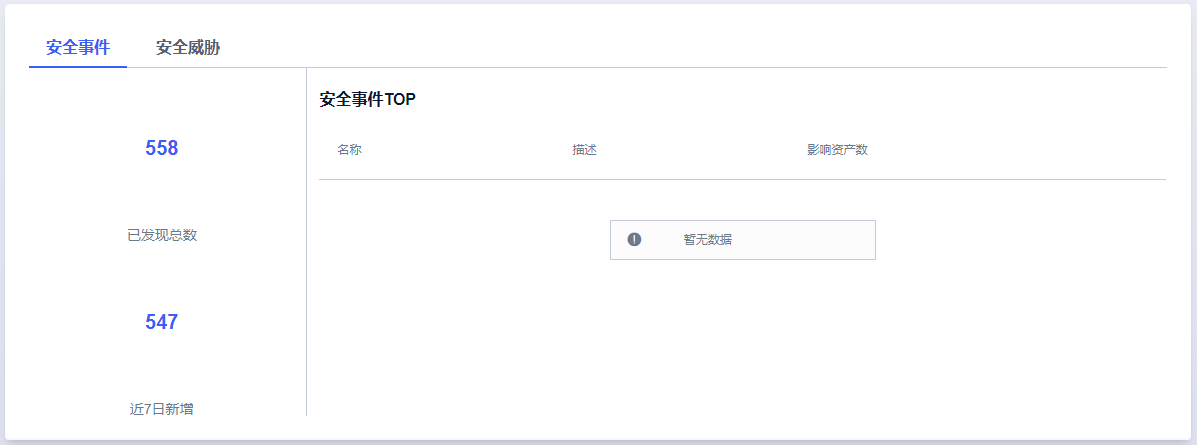 安全事件 安全威胁
558
已发现总数
547
近7日新增
安全事件TOP
名称 描述 影响资产数
暂无数据